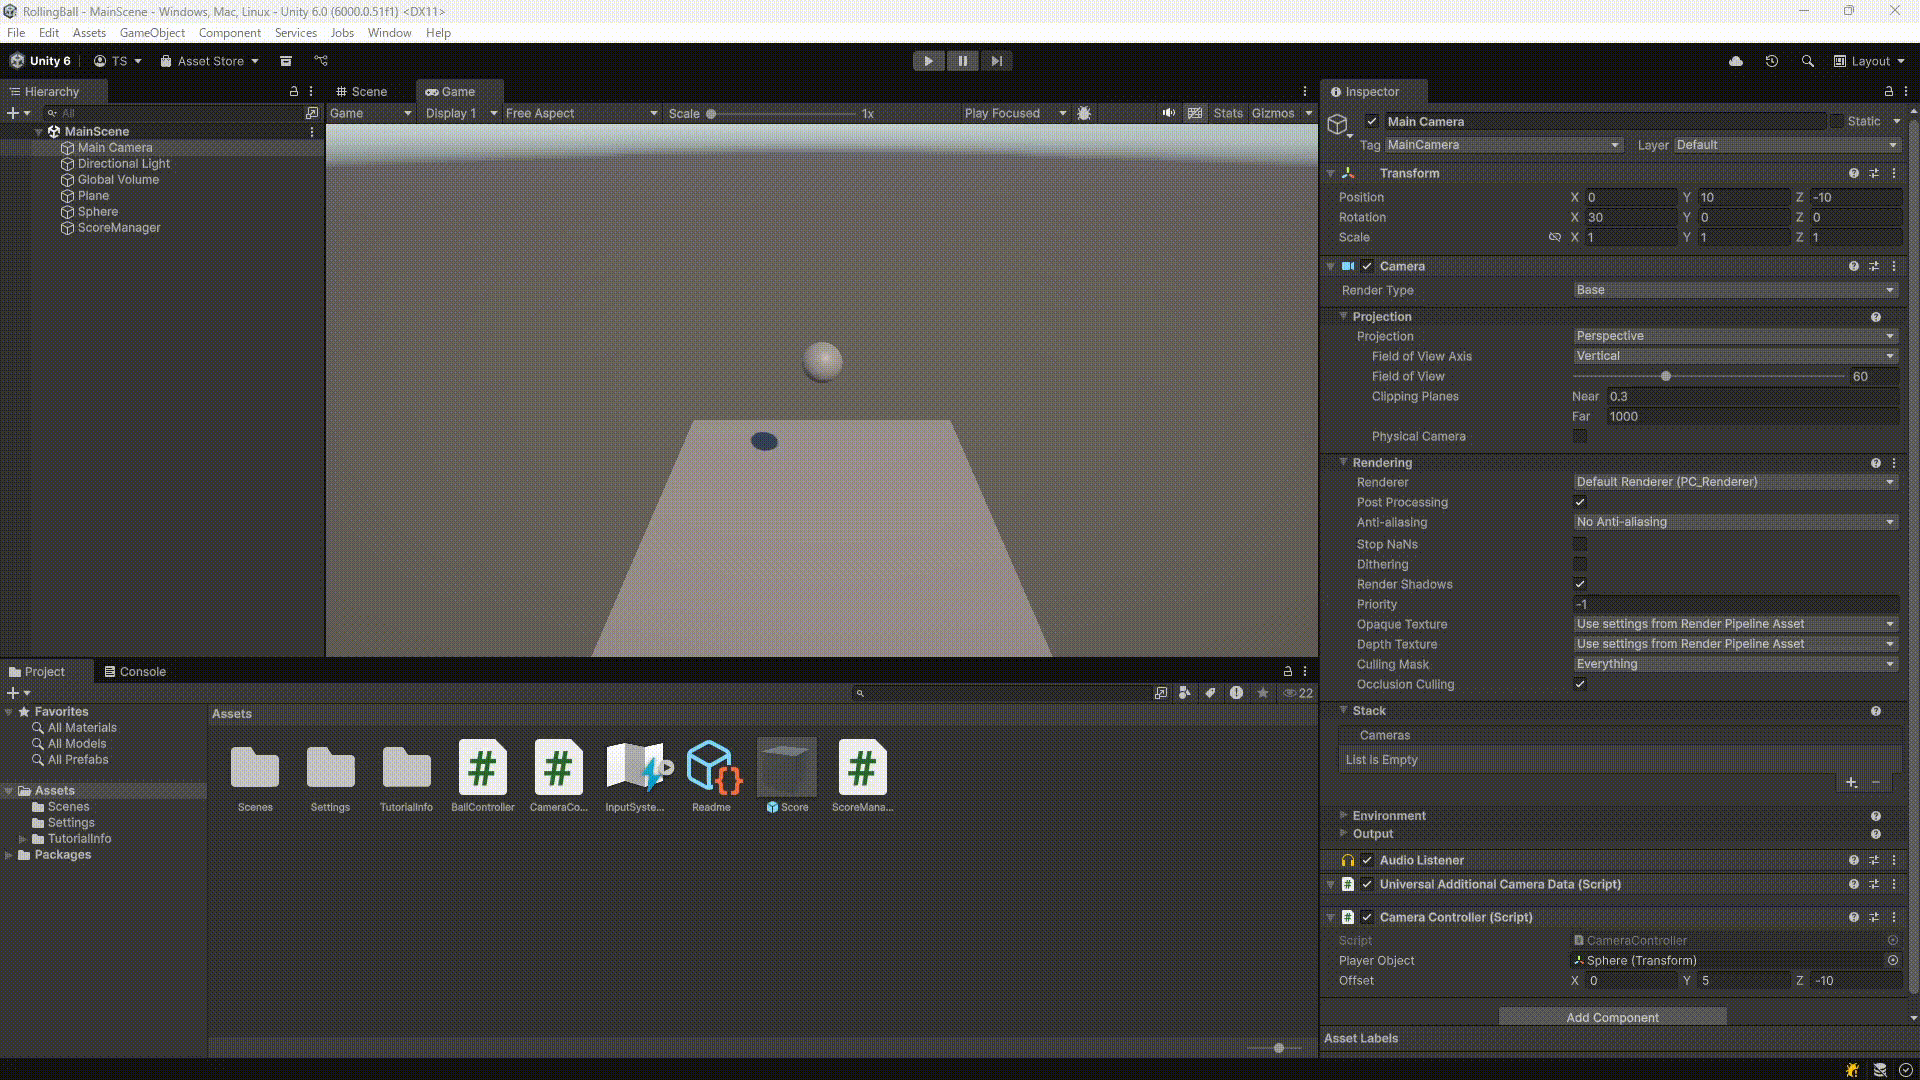 RollingBall - MainScene - Windows, Mac, Linux - Unity 6.0 (6000.0.51f1) <DX11>
File Edit Assets GameObject Component Services Jobs Window Help
Unity 6 TS Asset Store Layout
Hierarchy
All
MainScene
Main Camera
Directional Light
Global Volume
Plane
Sphere
ScoreManager
Scene Game
Game Display 1 Free Aspect Scale 1x Play Focused Stats Gizmos
Inspector
Main Camera Static
Tag MainCamera Layer Default
Transform
Position X 0 Y 10 Z -10
Rotation X 30 Y 0 Z 0
Scale X 1 Y 1 Z 1
Camera
Render Type Base
Projection
Projection Perspective
Field of View Axis Vertical
Field of View 60
Clipping Planes Near 0.3
Far 1000
Physical Camera
Rendering
Renderer Default Renderer (PC_Renderer)
Post Processing
Anti-aliasing No Anti-aliasing
Stop NaNs
Dithering
Render Shadows
Priority -1
Opaque Texture Use settings from Render Pipeline Asset
Depth Texture Use settings from Render Pipeline Asset
Culling Mask Everything
Occlusion Culling
Stack
Cameras
List is Empty
Environment
Output
Audio Listener
Universal Additional Camera Data (Script)
Camera Controller (Script)
Script CameraController
Player Object Sphere (Transform)
Offset X 0 Y 5 Z -10
Add Component
Asset Labels
Project Console
22
Favorites
All Materials
All Models
All Prefabs
Assets
Scenes
Settings
TutorialInfo
Packages
Assets
Scenes Settings TutorialInfo BallController CameraCo... InputSyste... Readme Score ScoreMana...